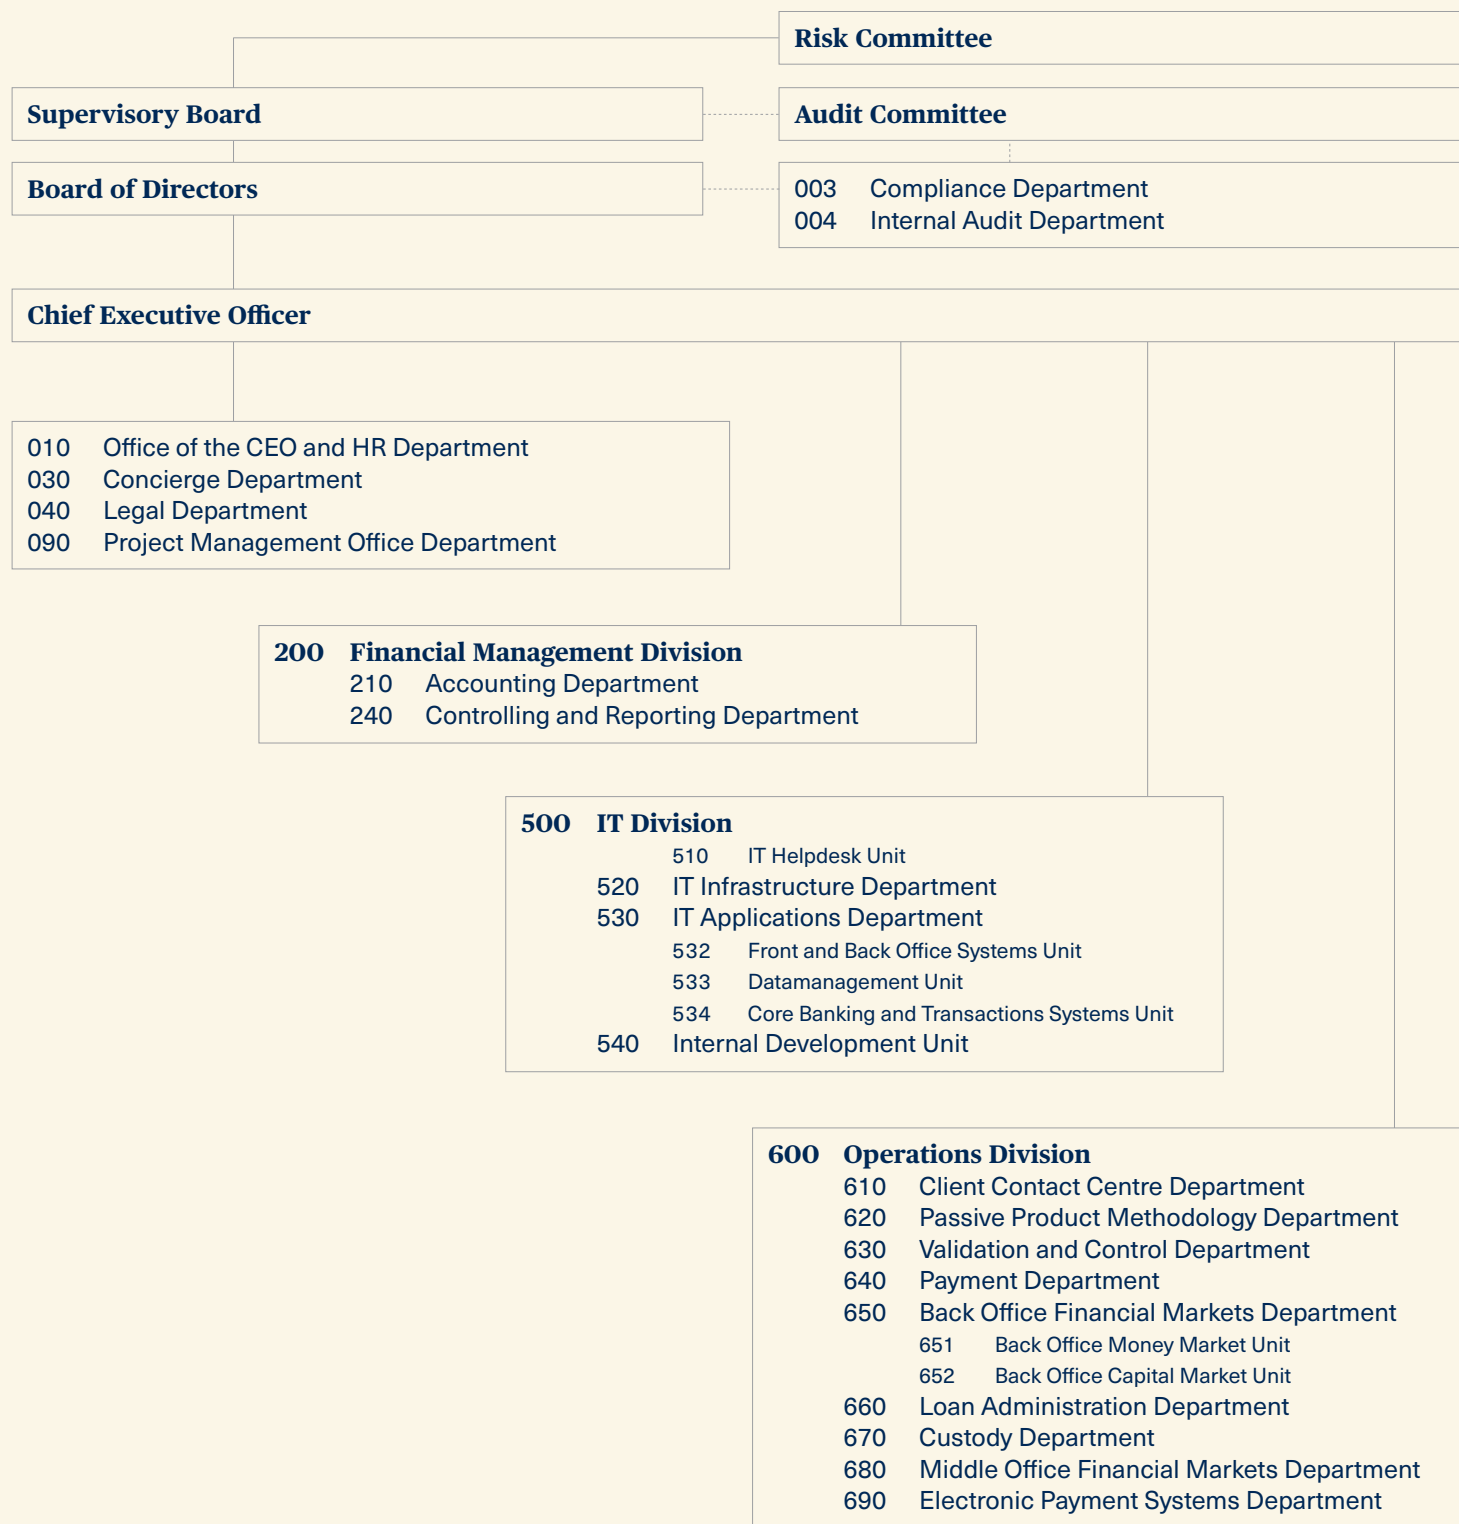 Risk Committee
Supervisory Board
Audit Committee
Board of Directors
003 Compliance Department
004 Internal Audit Department
Chief Executive Officer
010 Office of the CEO and HR Department
030 Concierge Department
040 Legal Department
090 Project Management Office Department
200 Financial Management Division
210 Accounting Department
240 Controlling and Reporting Department
500 IT Division
510 IT Helpdesk Unit
520 IT Infrastructure Department
530 IT Applications Department
532 Front and Back Office Systems Unit
533 Datamanagement Unit
534 Core Banking and Transactions Systems Unit
540 Internal Development Unit
600 Operations Division
610 Client Contact Centre Department
620 Passive Product Methodology Department
630 Validation and Control Department
640 Payment Department
650 Back Office Financial Markets Department
651 Back Office Money Market Unit
652 Back Office Capital Market Unit
660 Loan Administration Department
670 Custody Department
680 Middle Office Financial Markets Department
690 Electronic Payment Systems Department